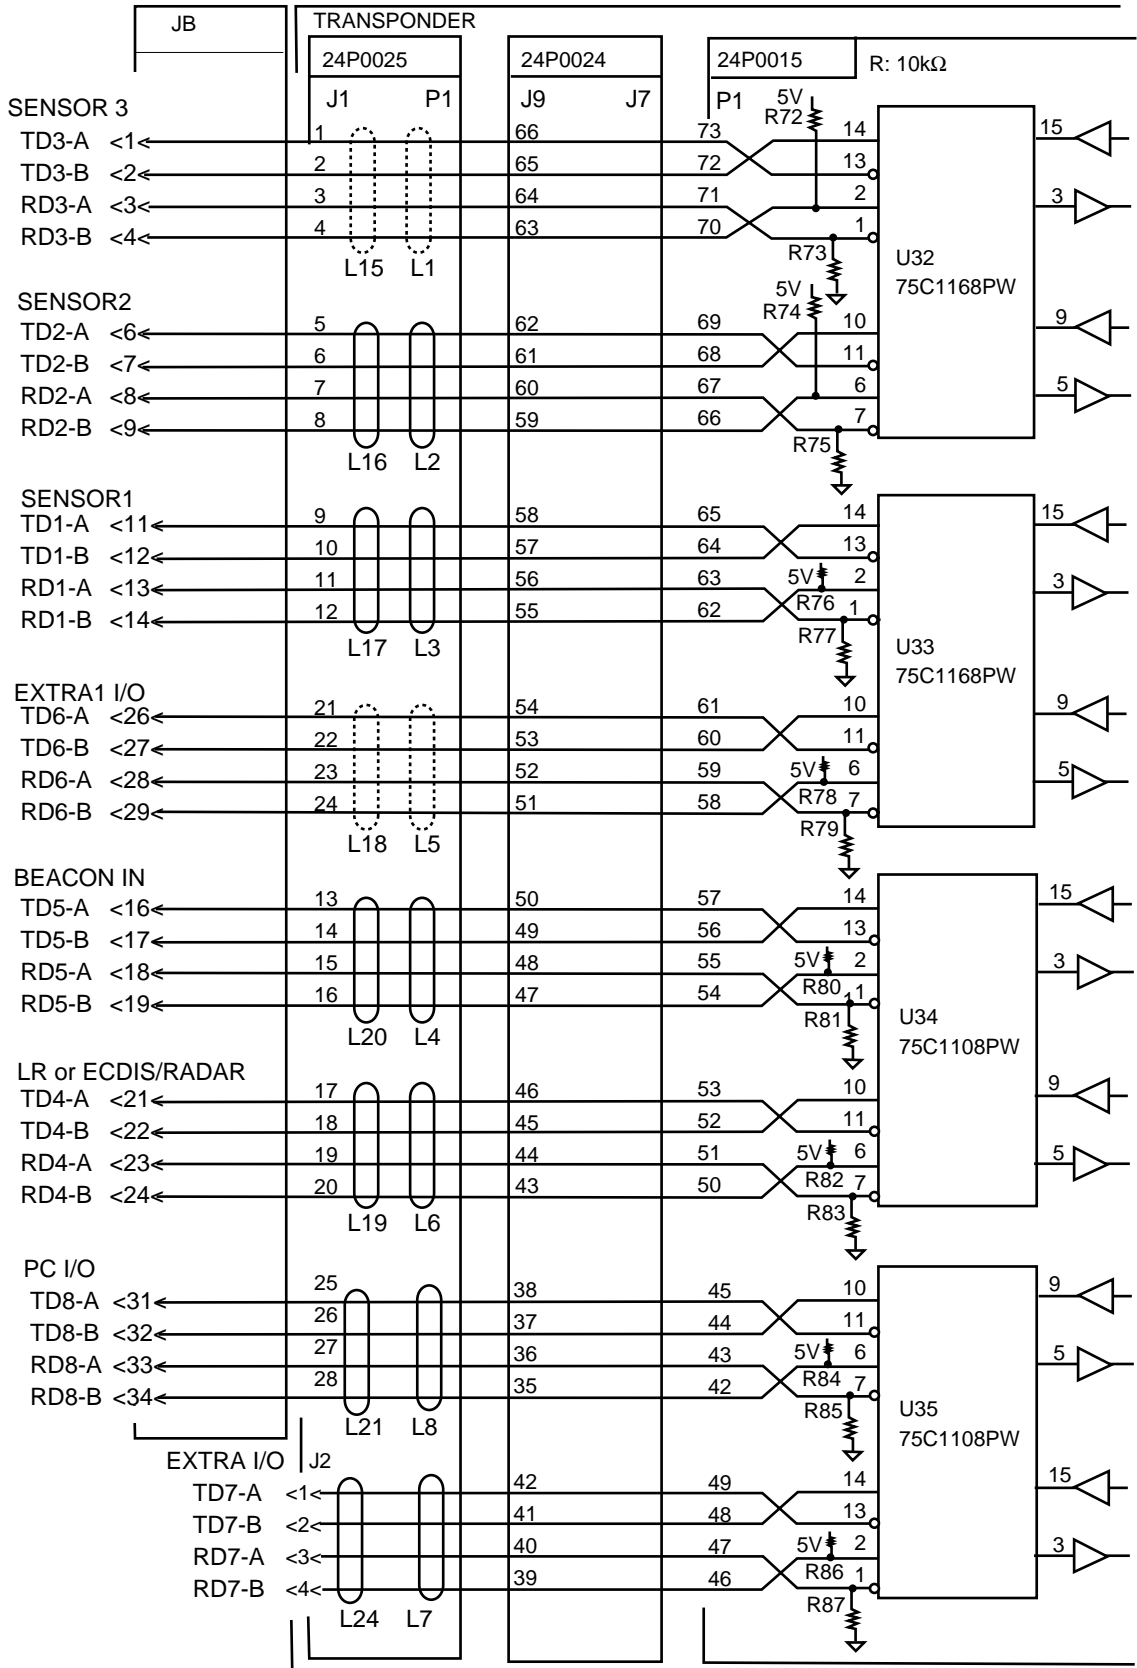 JB
TRANSPONDER
24P0025
24P0024
24P0015
R: 10kΩ
J1 P1 J9 J7 P1
SENSOR 3
5V
R72
TD3-A <1< 1 66 73 14 15
TD3-B <2< 2 65 72 13
RD3-A <3< 3 64 71 2 3
RD3-B <4< 4 63 70 1
R73
L15 L1
U32
75C1168PW
SENSOR2
5V
R74
TD2-A <6< 5 62 69 10 9
TD2-B <7< 6 61 68 11
RD2-A <8< 7 60 67 6 5
RD2-B <9< 8 59 66 7
R75
L16 L2
SENSOR1
TD1-A <11< 9 58 65 14 15
TD1-B <12< 10 57 64 13
RD1-A <13< 11 56 63 5V 2 3
R76
RD1-B <14< 12 55 62 1
R77
L17 L3
U33
75C1168PW
EXTRA1 I/O
TD6-A <26< 21 54 61 10 9
TD6-B <27< 22 53 60 11
RD6-A <28< 23 52 59 5V 6 5
R78
RD6-B <29< 24 51 58 7
R79
L18 L5
BEACON IN
TD5-A <16< 13 50 57 14 15
TD5-B <17< 14 49 56 13
RD5-A <18< 15 48 55 5V 2 3
R80
RD5-B <19< 16 47 54 1 1
R81
L20 L4
U34
75C1108PW
LR or ECDIS/RADAR
TD4-A <21< 17 46 53 10 9
TD4-B <22< 18 45 52 11
RD4-A <23< 19 44 51 5V 6 5
R82
RD4-B <24< 20 43 50 7
R83
L19 L6
PC I/O
TD8-A <31< 25 38 45 10 9
TD8-B <32< 26 37 44 11
RD8-A <33< 27 36 43 5V 6 5
R84
RD8-B <34< 28 35 42 7
R85
L21 L8
U35
75C1108PW
EXTRA I/O J2
TD7-A <1< 42 49 14 15
TD7-B <2< 41 48 13
RD7-A <3< 40 47 5V 2 3
R86
RD7-B <4< 39 46 1
R87
L24 L7